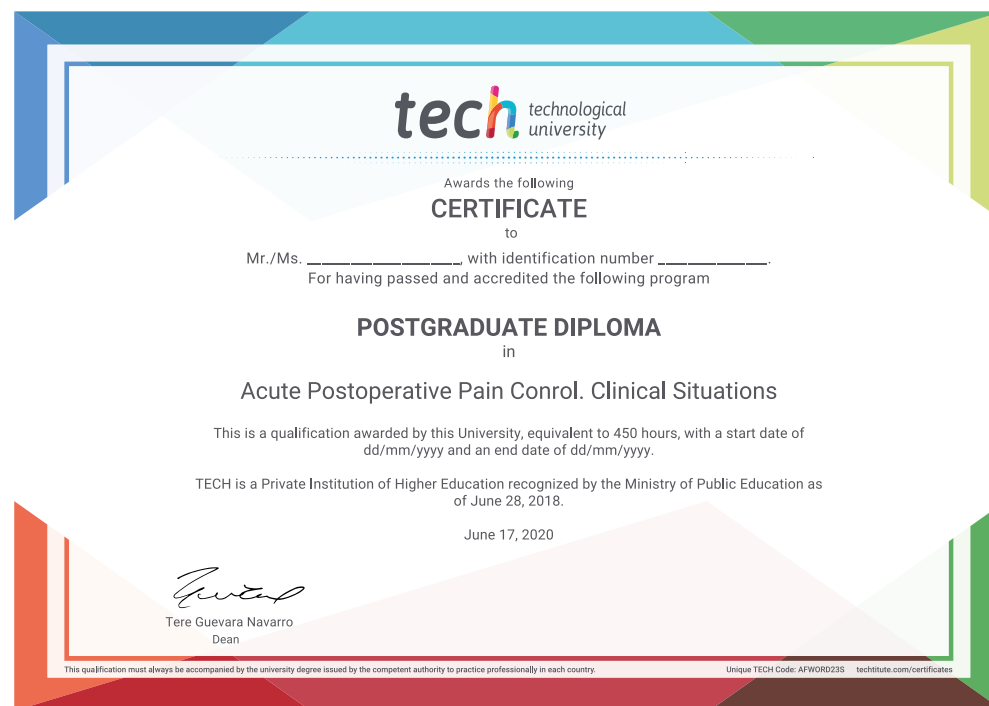 tech technological
university
Awards the following
CERTIFICATE
to
Mr./Ms. ____________________, with identification number ______________.
For having passed and accredited the following program
POSTGRADUATE DIPLOMA
in
Acute Postoperative Pain Conrol. Clinical Situations
This is a qualification awarded by this University, equivalent to 450 hours, with a start date of
dd/mm/yyyy and an end date of dd/mm/yyyy.
TECH is a Private Institution of Higher Education recognized by the Ministry of Public Education as
of June 28, 2018.
June 17, 2020
Tere Guevara Navarro
Dean
This qualification must always be accompanied by the university degree issued by the competent authority to practice professionally in each country. Unique TECH Code: AFWORD23S techtitute.com/certificates